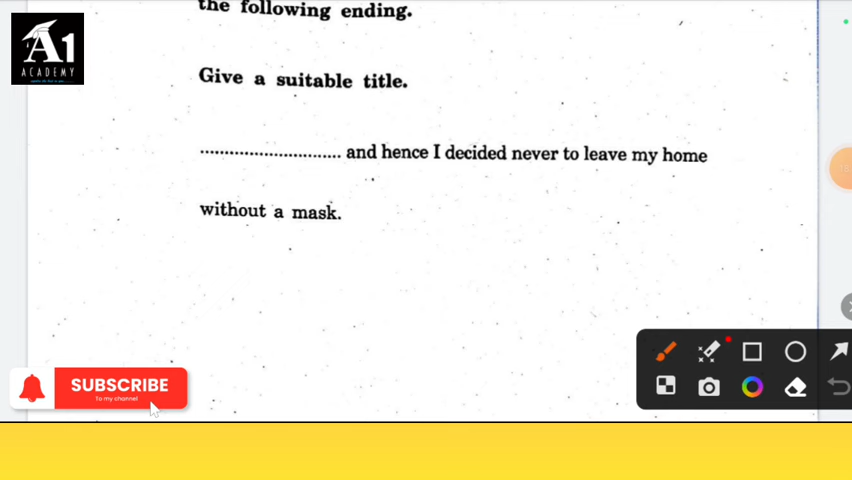 the following ending.
A1
ACADEMY
Give a suitable title.
............................. and hence I decided never to leave my home
without a mask.
SUBSCRIBE
To my channel